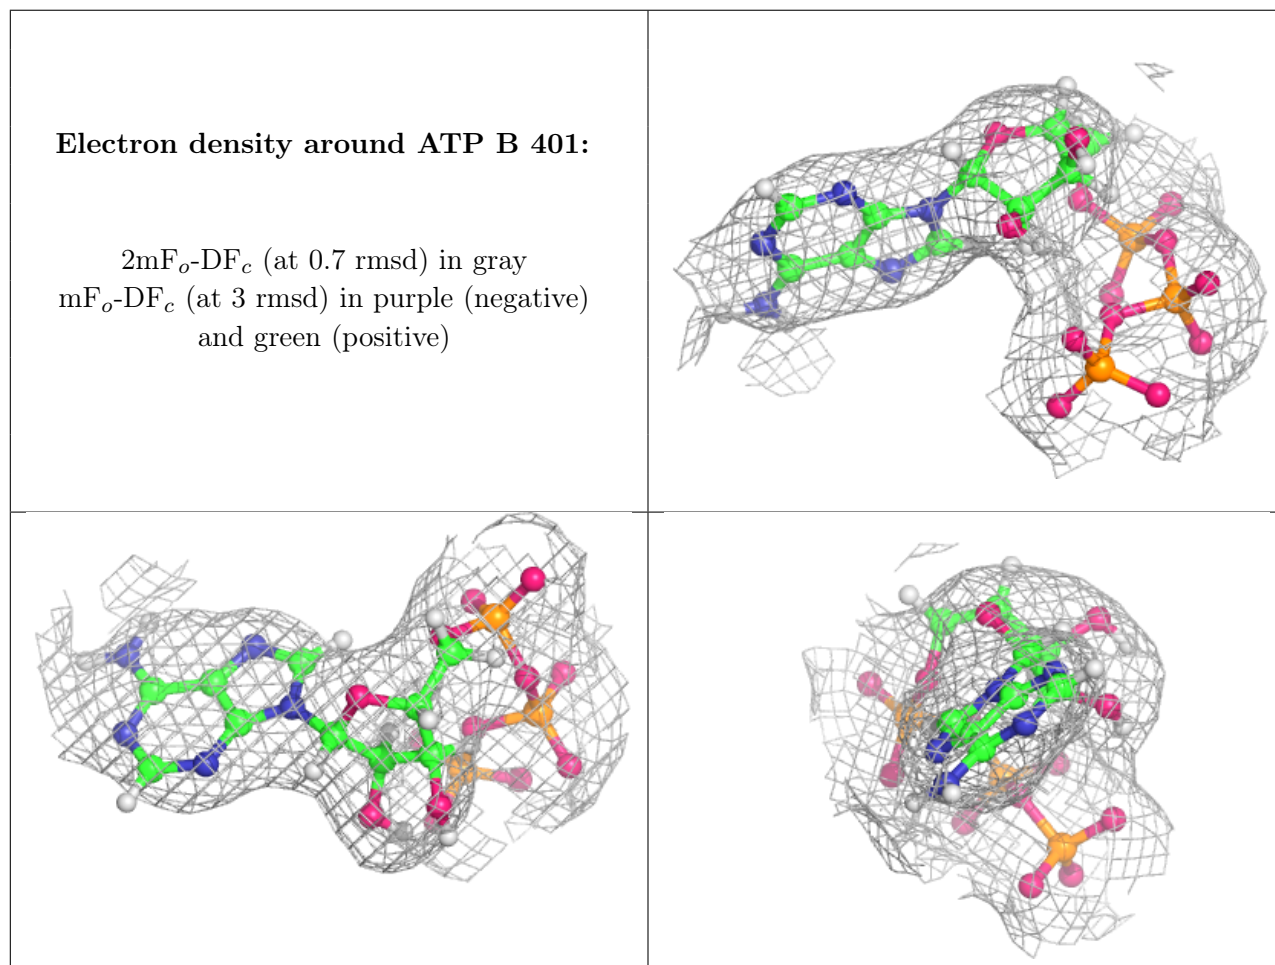 Electron density around ATP B 401:
2mFo-DFc (at 0.7 rmsd) in gray
mFo-DFc (at 3 rmsd) in purple (negative)
and green (positive)